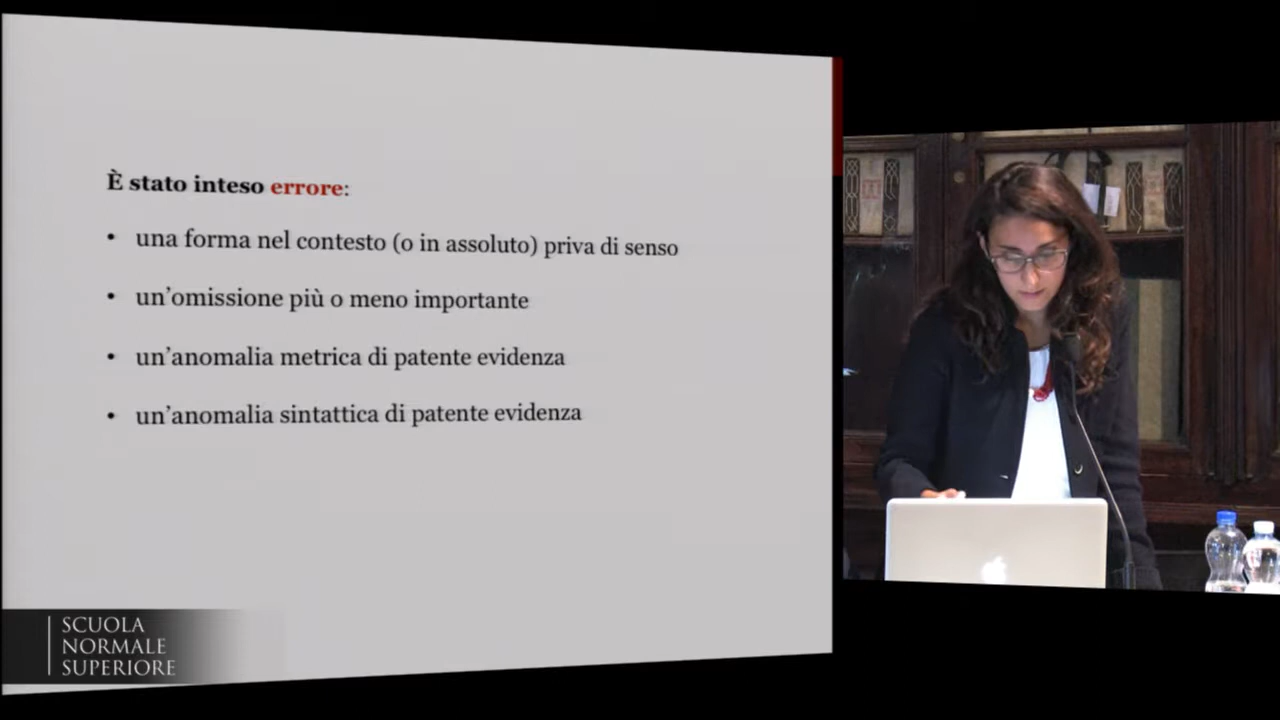 È stato inteso errore:
• una forma nel contesto (o in assoluto) priva di senso
• un'omissione più o meno importante
• un'anomalia metrica di patente evidenza
• un'anomalia sintattica di patente evidenza
SCUOLA
NORMALE
SUPERIORE